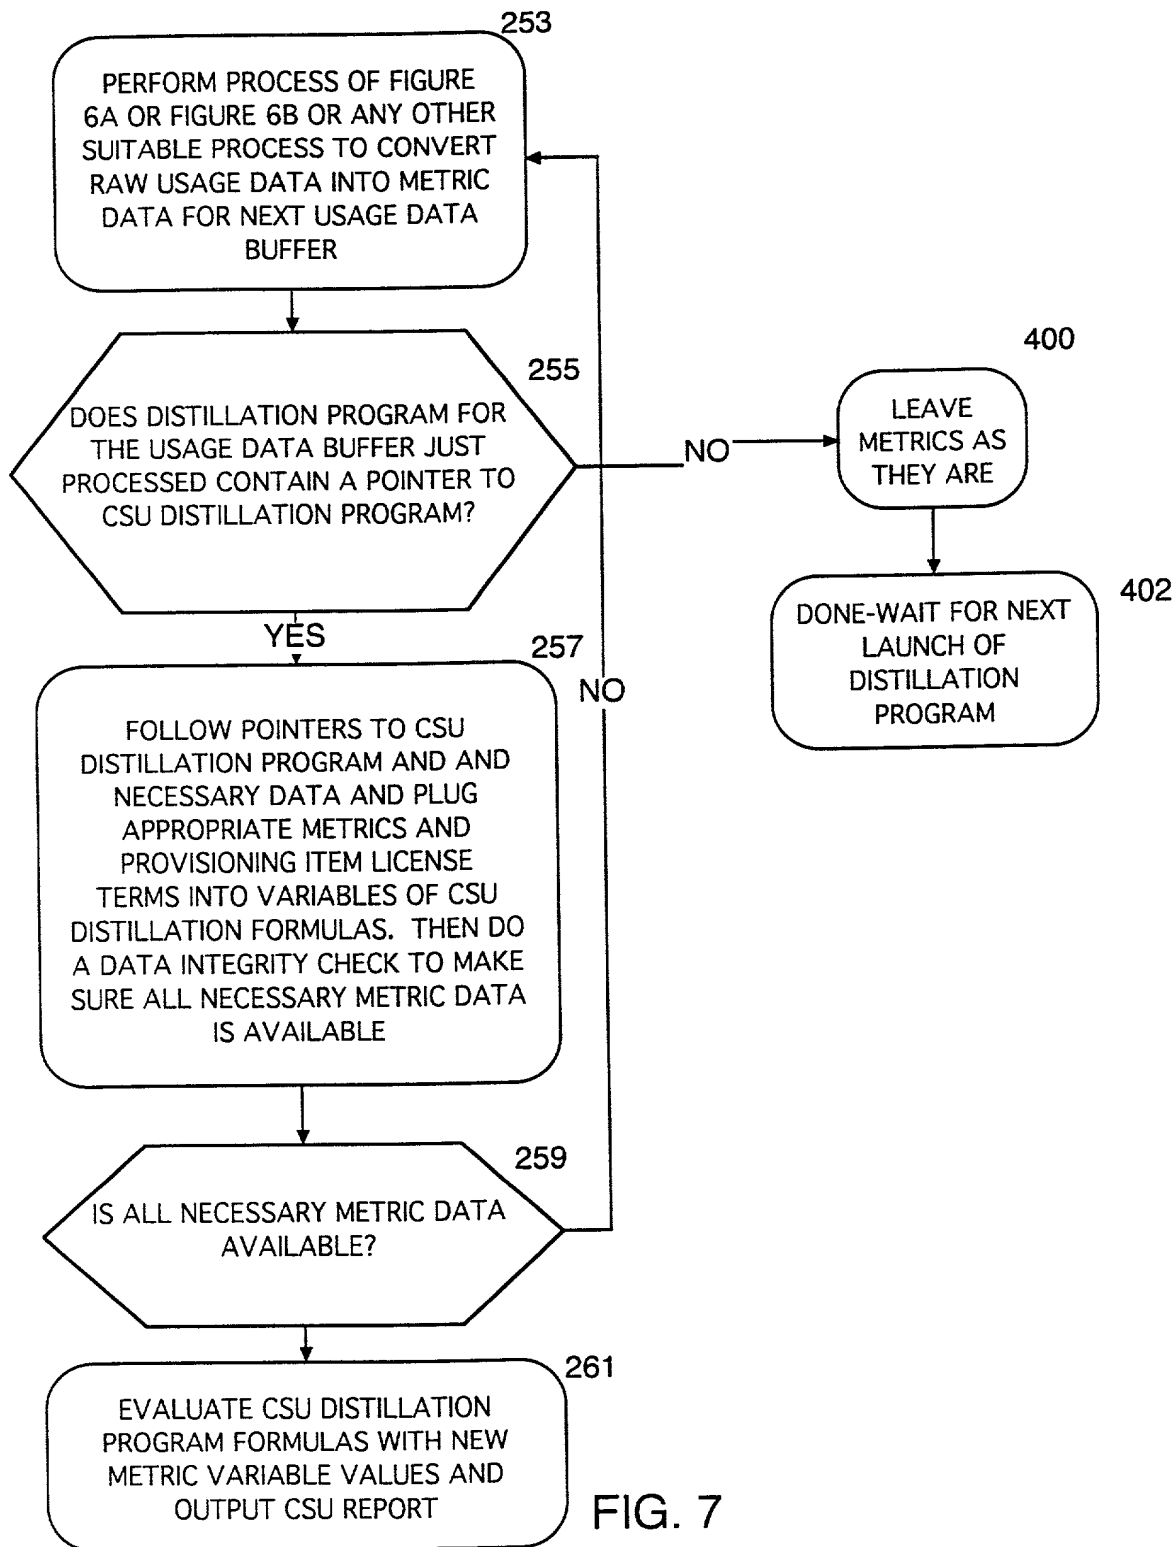 253
PERFORM PROCESS OF FIGURE
6A OR FIGURE 6B OR ANY OTHER
SUITABLE PROCESS TO CONVERT
RAW USAGE DATA INTO METRIC
DATA FOR NEXT USAGE DATA
BUFFER
255
DOES DISTILLATION PROGRAM FOR
THE USAGE DATA BUFFER JUST
PROCESSED CONTAIN A POINTER TO
CSU DISTILLATION PROGRAM?
NO
400
LEAVE
METRICS AS
THEY ARE
402
DONE-WAIT FOR NEXT
LAUNCH OF
DISTILLATION
PROGRAM
YES
257
NO
FOLLOW POINTERS TO CSU
DISTILLATION PROGRAM AND AND
NECESSARY DATA AND PLUG
APPROPRIATE METRICS AND
PROVISIONING ITEM LICENSE
TERMS INTO VARIABLES OF CSU
DISTILLATION FORMULAS. THEN DO
A DATA INTEGRITY CHECK TO MAKE
SURE ALL NECESSARY METRIC DATA
IS AVAILABLE
259
IS ALL NECESSARY METRIC DATA
AVAILABLE?
261
EVALUATE CSU DISTILLATION
PROGRAM FORMULAS WITH NEW
METRIC VARIABLE VALUES AND
OUTPUT CSU REPORT
FIG. 7